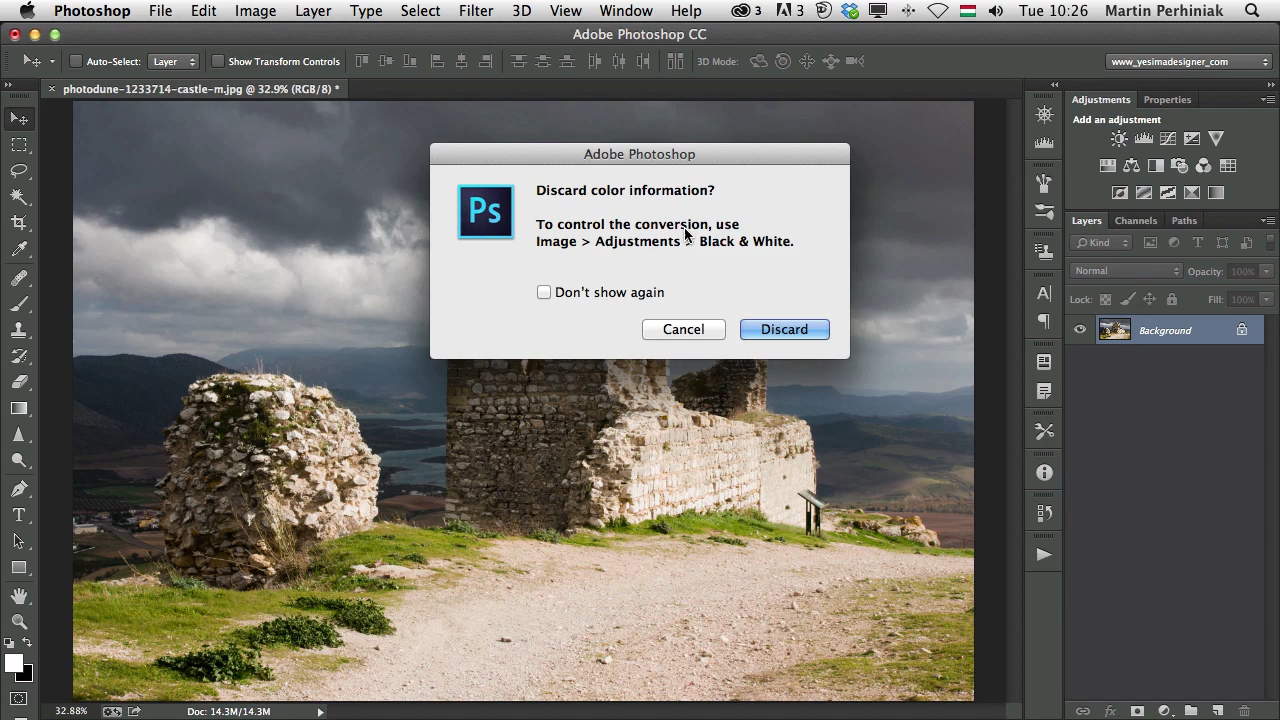 Photoshop File Edit Image Layer Type Select Filter 3D View Window Help 3 3 Tue 10:26 Martin Perhiniak
Adobe Photoshop CC
Auto-Select: Layer Show Transform Controls 3D Mode: www_yesimadesigner_com
× photodune-1233714-castle-m.jpg @ 32.9% (RGB/8) *
Adjustments Properties
Add an adjustment
Adobe Photoshop
Ps
Discard color information?
To control the conversion, use
Image > Adjustments > Black & White.
Don't show again
Cancel Discard
Layers Channels Paths
Kind
Normal Opacity: 100%
Lock: Fill: 100%
Background
32.88% Doc: 14.3M/14.3M